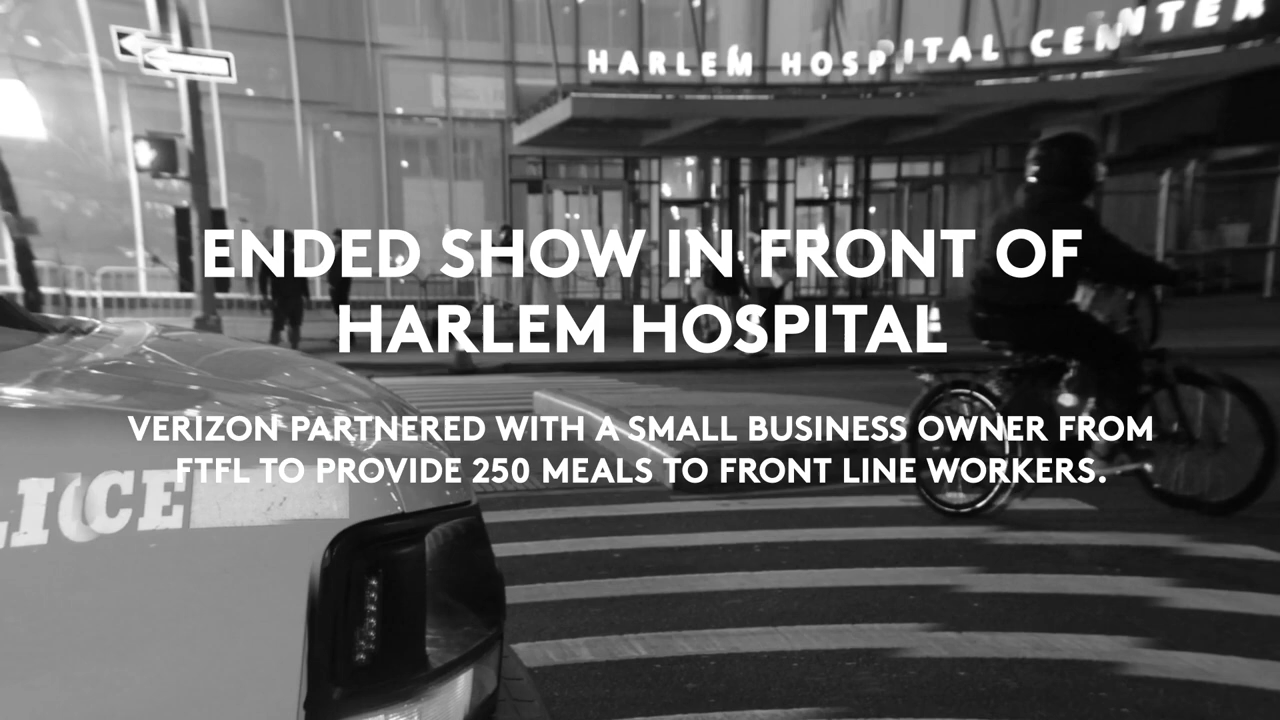 HARLEM HOSPITAL CENTER
ENDED SHOW IN FRONT OF
HARLEM HOSPITAL
VERIZON PARTNERED WITH A SMALL BUSINESS OWNER FROM
FTFL TO PROVIDE 250 MEALS TO FRONT LINE WORKERS.
LICE